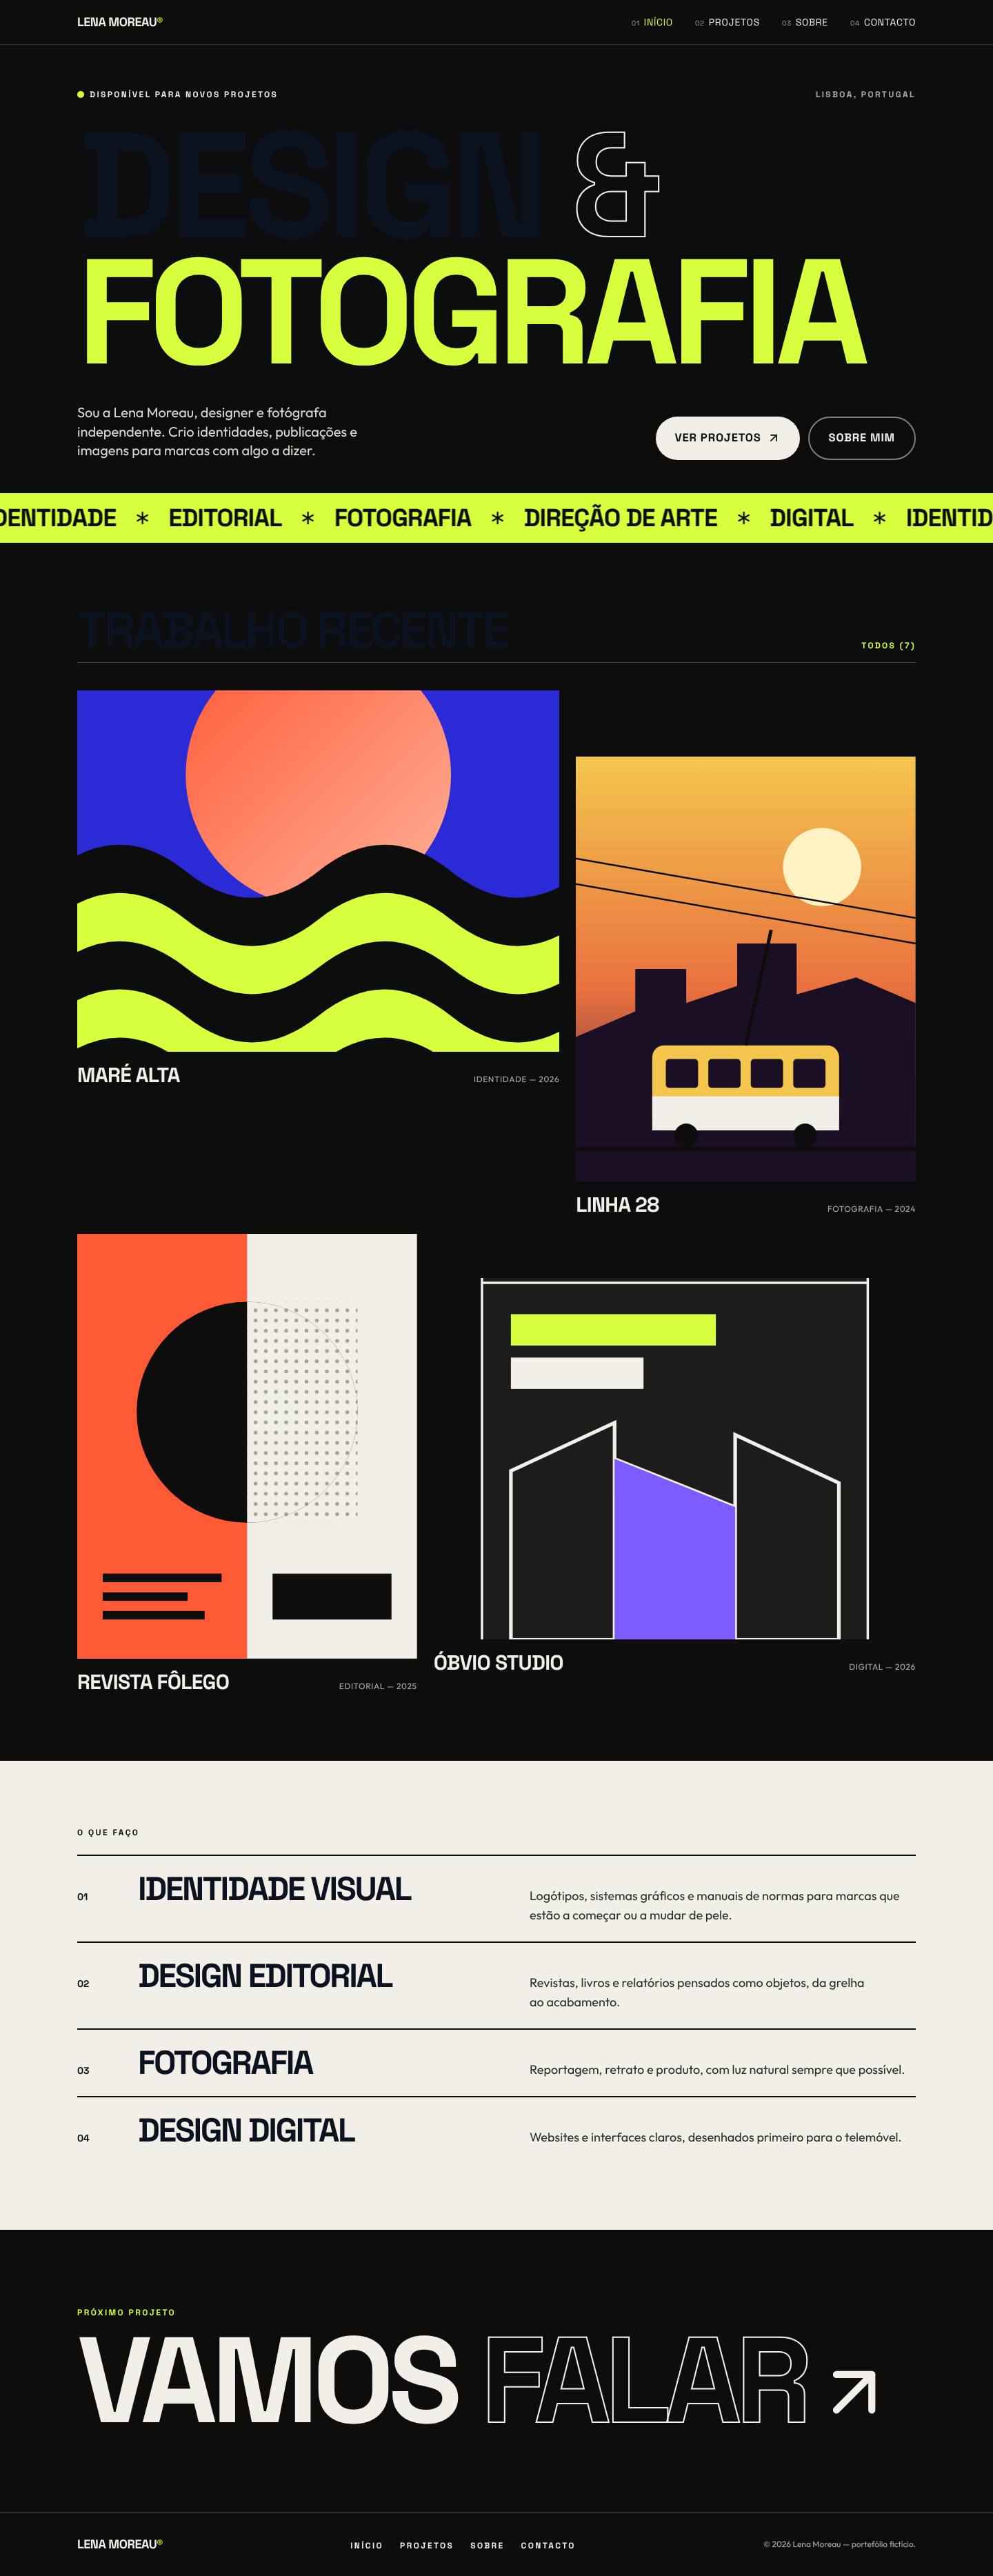 LENA MOREAU®
01 INÍCIO 02 PROJETOS 03 SOBRE 04 CONTACTO
DISPONÍVEL PARA NOVOS PROJETOS
LISBOA, PORTUGAL
DESIGN &
FOTOGRAFIA
Sou a Lena Moreau, designer e fotógrafa
independente. Crio identidades, publicações e
imagens para marcas com algo a dizer.
VER PROJETOS
SOBRE MIM
DENTIDADE * EDITORIAL * FOTOGRAFIA * DIREÇÃO DE ARTE * DIGITAL * IDENTID
TRABALHO RECENTE
TODOS (7)
MARÉ ALTA
IDENTIDADE — 2026
LINHA 28
FOTOGRAFIA — 2024
REVISTA FÔLEGO
EDITORIAL — 2025
ÓBVIO STUDIO
DIGITAL — 2026
O QUE FAÇO
01
IDENTIDADE VISUAL
Logótipos, sistemas gráficos e manuais de normas para marcas que
estão a começar ou a mudar de pele.
02
DESIGN EDITORIAL
Revistas, livros e relatórios pensados como objetos, da grelha
ao acabamento.
03
FOTOGRAFIA
Reportagem, retrato e produto, com luz natural sempre que possível.
04
DESIGN DIGITAL
Websites e interfaces claros, desenhados primeiro para o telemóvel.
PRÓXIMO PROJETO
VAMOS FALAR
LENA MOREAU®
INÍCIO PROJETOS SOBRE CONTACTO
© 2026 Lena Moreau — portefólio fictício.